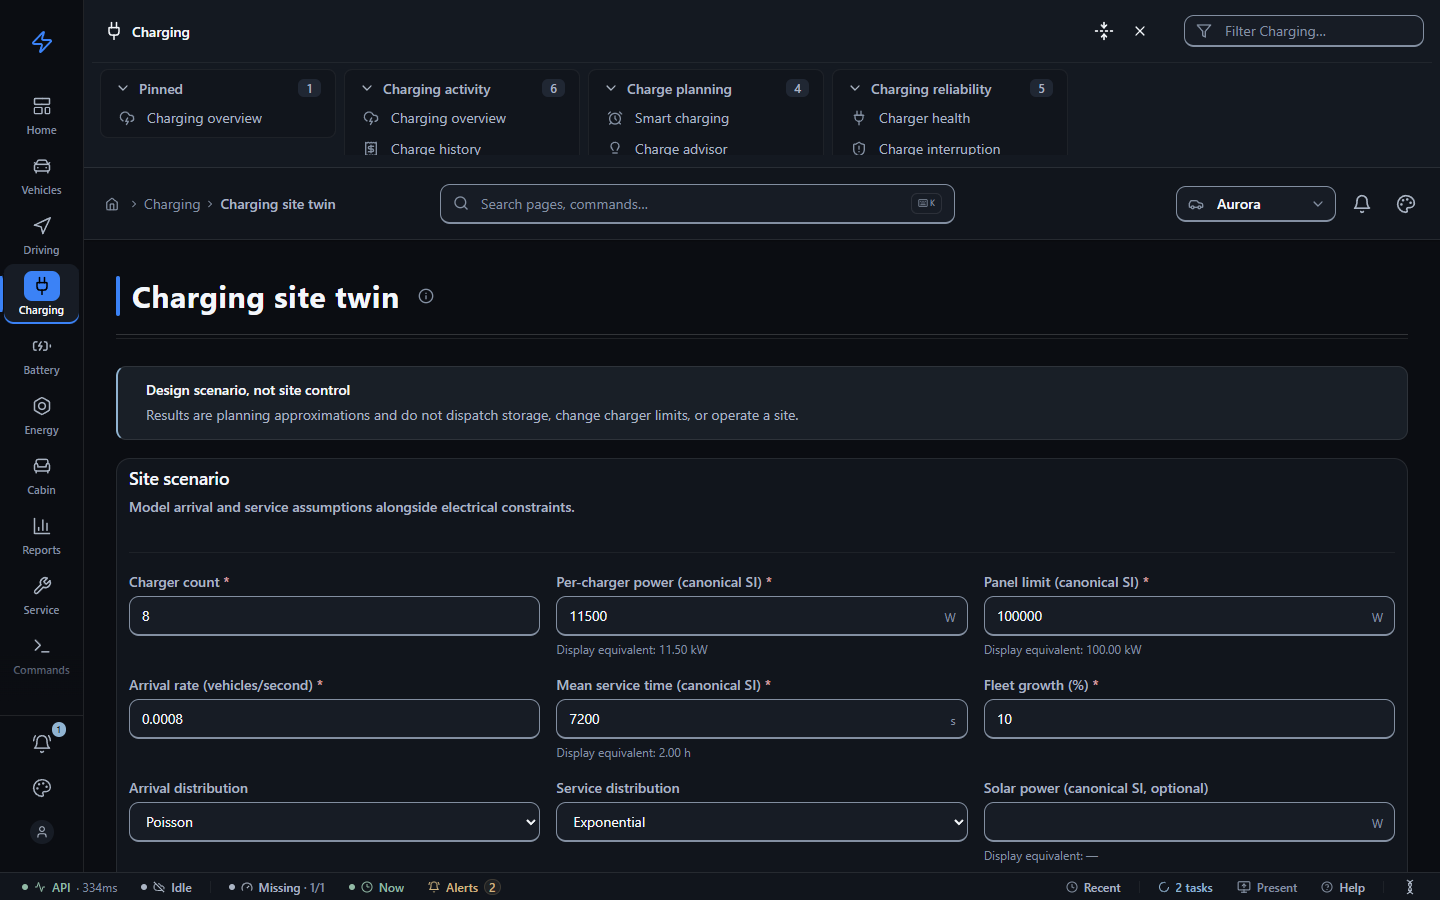 Charging
Filter Charging...
Pinned 1
Charging overview
Charging activity 6
Charging overview
Charge history
Charge planning 4
Smart charging
Charge advisor
Charging reliability 5
Charger health
Charge interruption
Home
Vehicles
Driving
Charging
Battery
Energy
Cabin
Reports
Service
Commands
1
Charging > Charging site twin
Search pages, commands...
K
Aurora
Charging site twin
Design scenario, not site control
Results are planning approximations and do not dispatch storage, change charger limits, or operate a site.
Site scenario
Model arrival and service assumptions alongside electrical constraints.
Charger count *
8
Per-charger power (canonical SI) *
11500 W
Display equivalent: 11.50 kW
Panel limit (canonical SI) *
100000 W
Display equivalent: 100.00 kW
Arrival rate (vehicles/second) *
0.0008
Mean service time (canonical SI) *
7200 s
Display equivalent: 2.00 h
Fleet growth (%) *
10
Arrival distribution
Poisson
Service distribution
Exponential
Solar power (canonical SI, optional)
W
Display equivalent: —
API · 334ms
Idle
Missing · 1/1
Now
Alerts 2
Recent
2 tasks
Present
Help